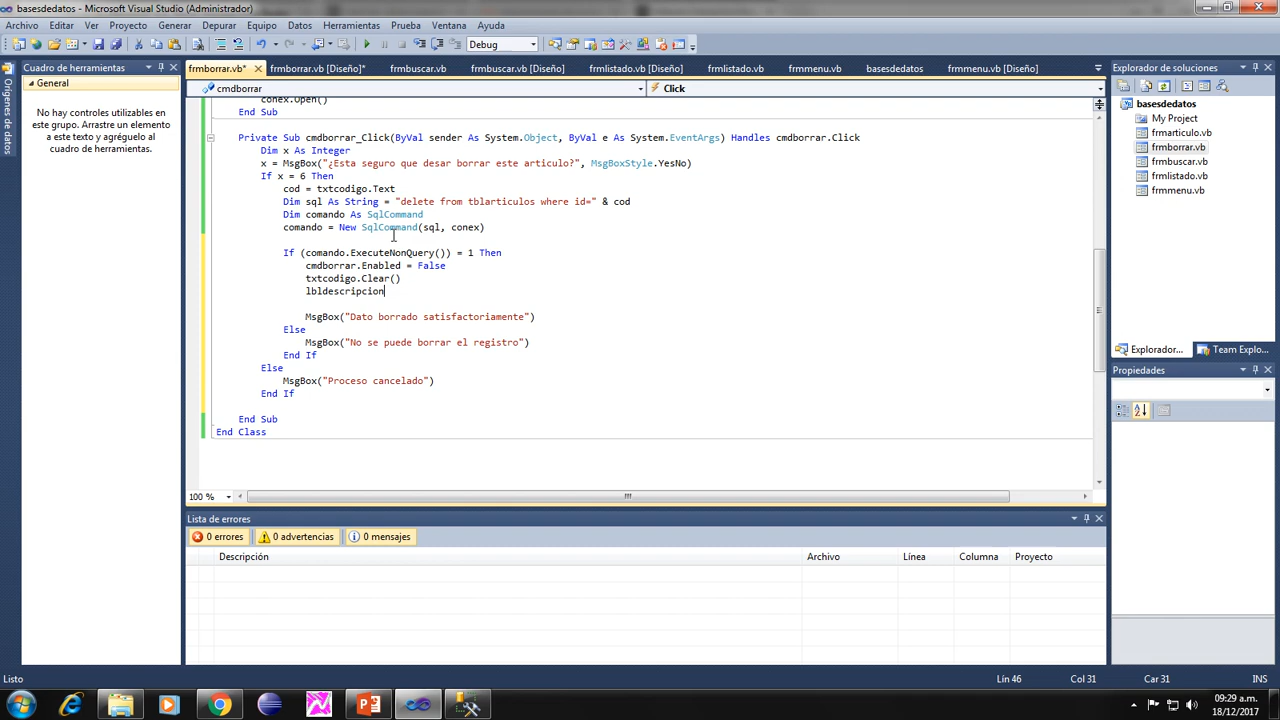 basesdedatos - Microsoft Visual Studio (Administrador)
Archivo Editar Ver Proyecto Generar Depurar Equipo Datos Herramientas Prueba Ventana Ayuda
Debug
Cuadro de herramientas
General
No hay controles utilizables en
este grupo. Arrastre un elemento
a este texto y agréguelo al
cuadro de herramientas.
Orígenes de datos
frmborrar.vb* frmborrar.vb [Diseño]* frmbuscar.vb frmbuscar.vb [Diseño] frmlistado.vb [Diseño] frmlistado.vb frmmenu.vb basesdedatos frmmenu.vb [Diseño]
cmdborrar Click
conex.Open()
End Sub
Private Sub cmdborrar_Click(ByVal sender As System.Object, ByVal e As System.EventArgs) Handles cmdborrar.Click
Dim x As Integer
x = MsgBox("¿Esta seguro que desar borrar este articulo?", MsgBoxStyle.YesNo)
If x = 6 Then
cod = txtcodigo.Text
Dim sql As String = "delete from tblarticulos where id=" & cod
Dim comando As SqlCommand
comando = New SqlCommand(sql, conex)
If (comando.ExecuteNonQuery()) = 1 Then
cmdborrar.Enabled = False
txtcodigo.Clear()
lbldescripcion
MsgBox("Dato borrado satisfactoriamente")
Else
MsgBox("No se puede borrar el registro")
End If
Else
MsgBox("Proceso cancelado")
End If
End Sub
End Class
100 %
Lista de errores
0 errores 0 advertencias 0 mensajes
Descripción Archivo Línea Columna Proyecto
Explorador de soluciones
basesdedatos
My Project
frmarticulo.vb
frmborrar.vb
frmbuscar.vb
frmlistado.vb
frmmenu.vb
Explorador... Team Explo...
Propiedades
Listo Lín 46 Col 31 Car 31 INS
09:29 a.m.
18/12/2017